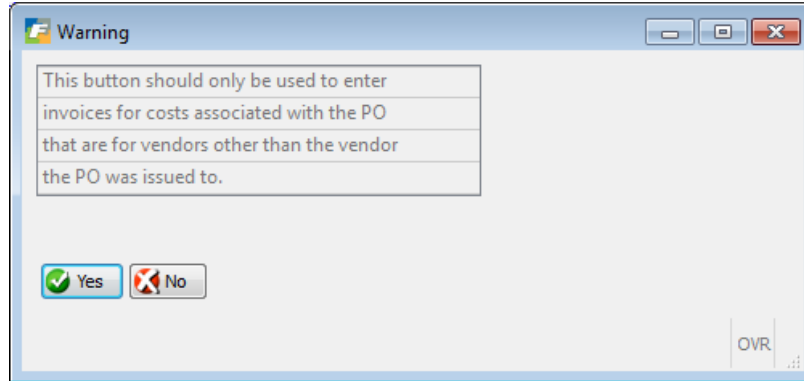 Warning
This button should only be used to enter
invoices for costs associated with the PO
that are for vendors other than the vendor
the PO was issued to.
Yes No
OVR